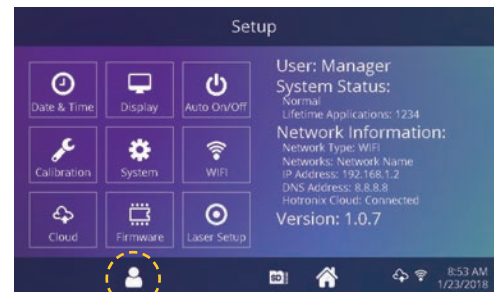 Setup
Date & Time
Display
Auto On/Off
Calibration
System
WIFI
Cloud
Firmware
Laser Setup
User: Manager
System Status:
Normal
Lifetime Applications: 1234
Network Information:
Network Type: WiFi
Networks: Network Name
IP Address: 192.168.1.2
DNS Address: 8.8.8.8
Hotronix Cloud: Connected
Version: 1.0.7
SD
8:53 AM
1/23/2018